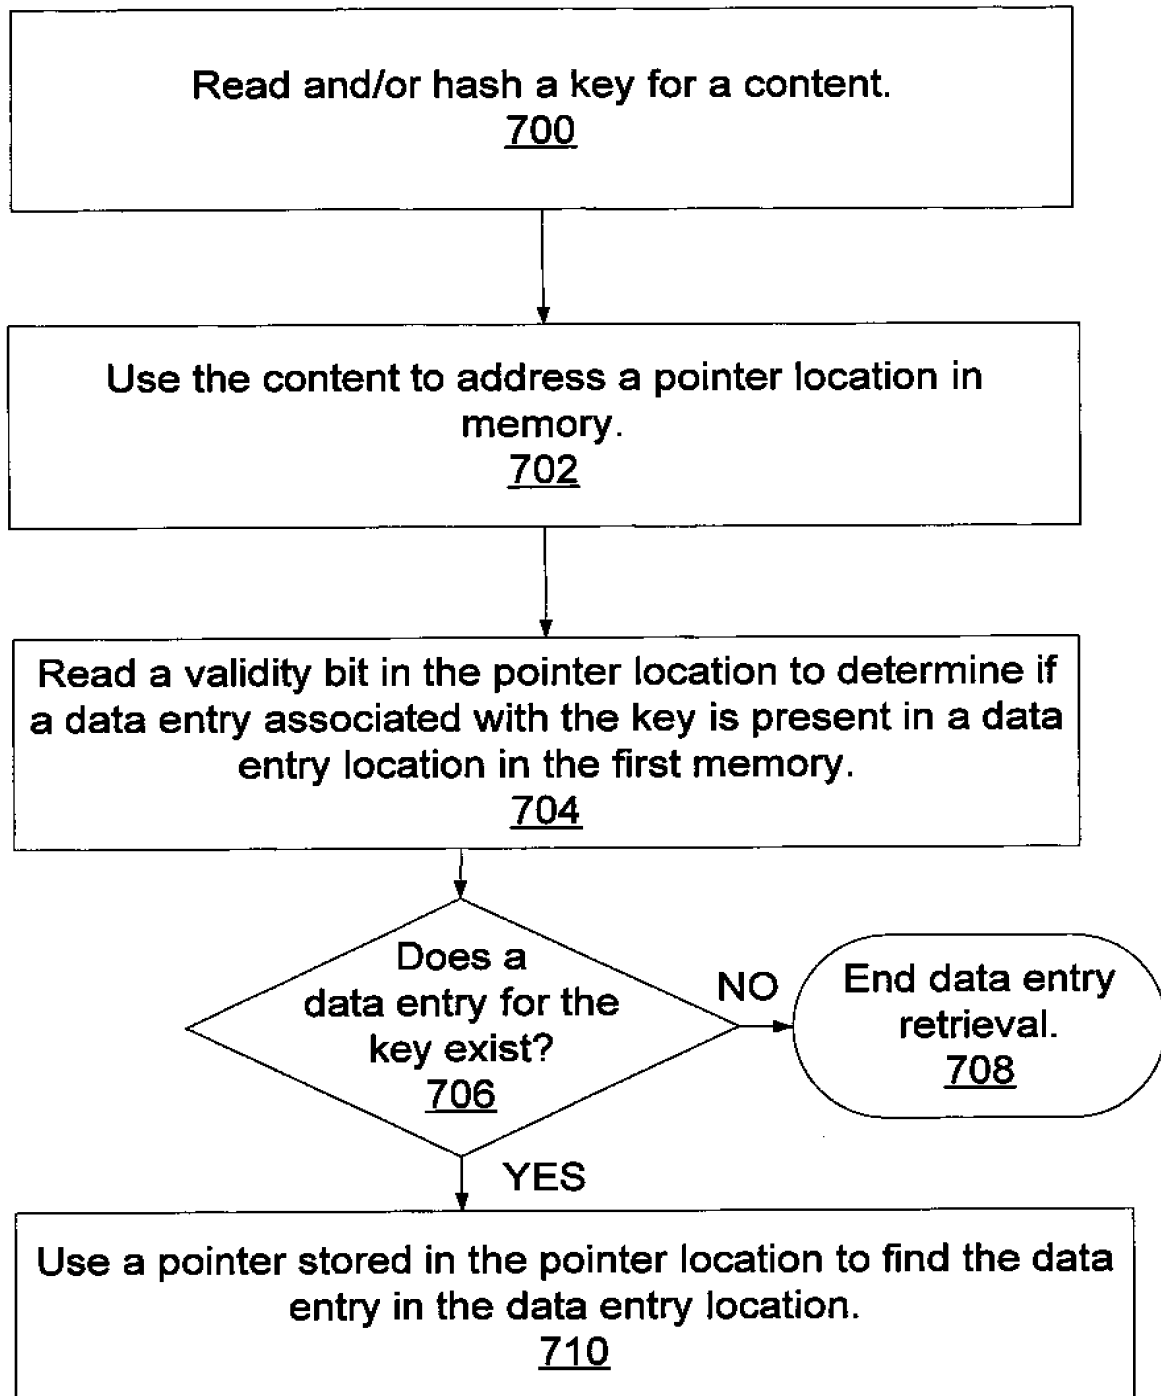 Read and/or hash a key for a content.
700
Use the content to address a pointer location in
memory.
702
Read a validity bit in the pointer location to determine if
a data entry associated with the key is present in a data
entry location in the first memory.
704
Does a
data entry for the
key exist?
706
NO
End data entry
retrieval.
708
YES
Use a pointer stored in the pointer location to find the data
entry in the data entry location.
710